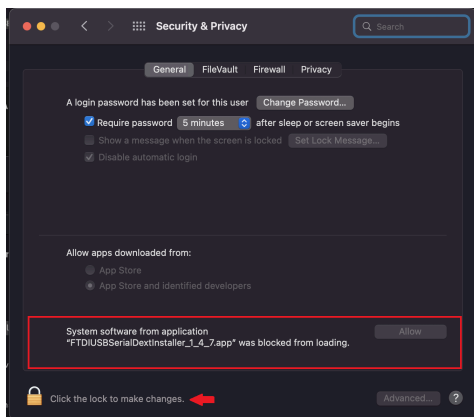 Security & Privacy
Search
General FileVault Firewall Privacy
A login password has been set for this user Change Password...
Require password 5 minutes after sleep or screen saver begins
Show a message when the screen is locked Set Lock Message...
Disable automatic login
Allow apps downloaded from:
App Store
App Store and identified developers
System software from application Allow
"FTDIUSBSerialDextInstaller_1_4_7.app" was blocked from loading.
Click the lock to make changes. Advanced... ?